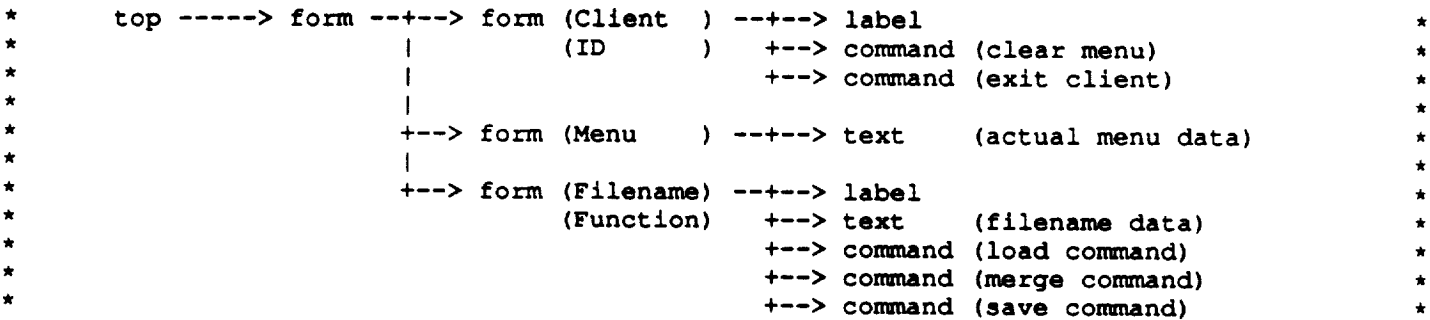 *      top -----> form --+--> form (Client  ) --+--> label                             *
*                        |         (ID      )   +--> command (clear menu)              *
*                        |                      +--> command (exit client)             *
*                        |                                                             *
*                        +--> form (Menu    ) --+--> text    (actual menu data)        *
*                        |                                                             *
*                        +--> form (Filename) --+--> label                             *
*                                  (Function)   +--> text    (filename data)           *
*                                               +--> command (load command)            *
*                                               +--> command (merge command)           *
*                                               +--> command (save command)            *